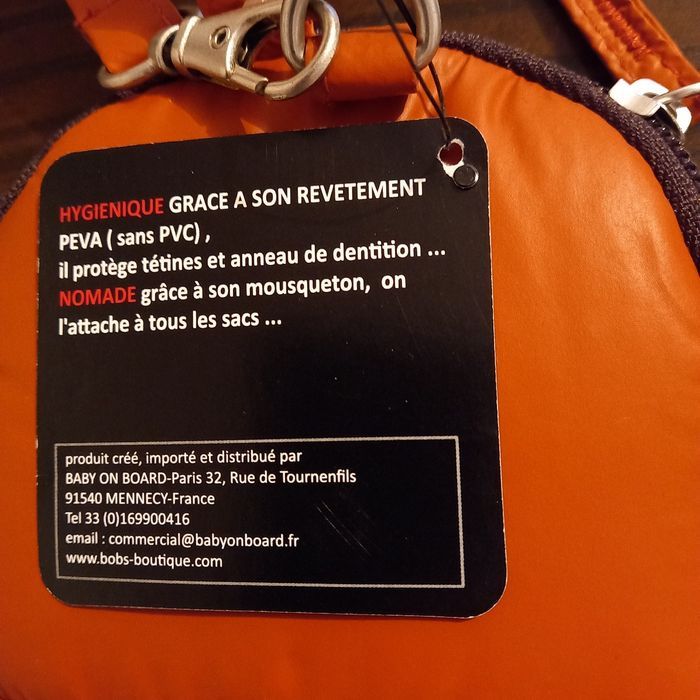 HYGIENIQUE GRACE A SON REVETEMENT
PEVA ( sans PVC) ,
il protège tétines et anneau de dentition ...
NOMADE grâce à son mousqueton, on
l'attache à tous les sacs ...
produit créé, importé et distribué par
BABY ON BOARD-Paris 32, Rue de Tournenfils
91540 MENNECY-France
Tel 33 (0)169900416
email : commercial@babyonboard.fr
www.bobs-boutique.com